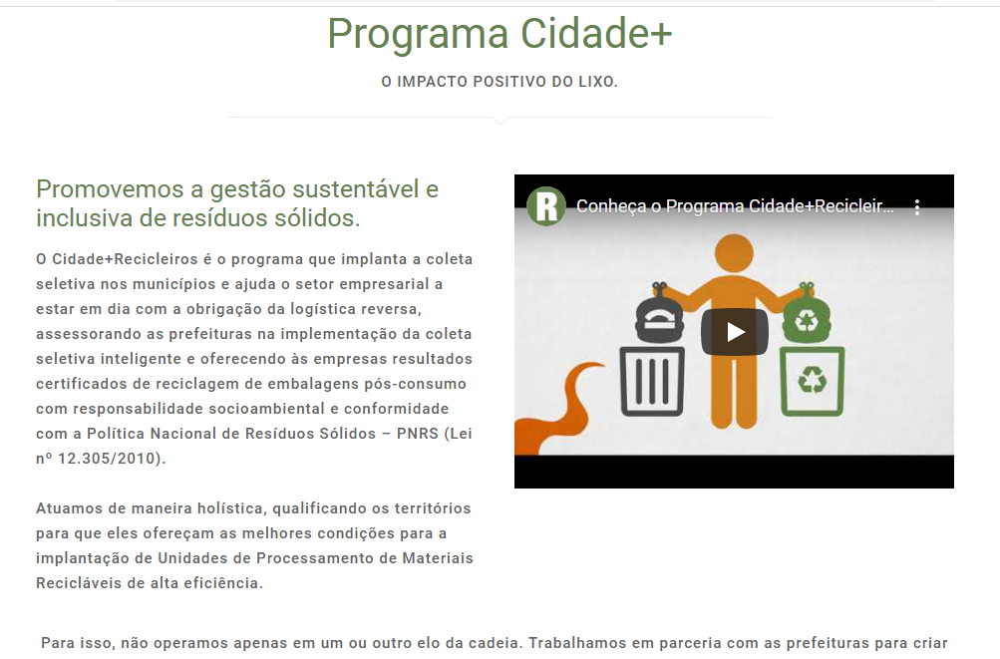 Programa Cidade+
O IMPACTO POSITIVO DO LIXO.
Promovemos a gestão sustentável e
inclusiva de resíduos sólidos.
O Cidade+Recicleiros é o programa que implanta a coleta
seletiva nos municípios e ajuda o setor empresarial a
estar em dia com a obrigação da logística reversa,
assessorando as prefeituras na implementação da coleta
seletiva inteligente e oferecendo às empresas resultados
certificados de reciclagem de embalagens pós-consumo
com responsabilidade socioambiental e conformidade
com a Política Nacional de Resíduos Sólidos – PNRS (Lei
nº 12.305/2010).
Atuamos de maneira holística, qualificando os territórios
para que eles ofereçam as melhores condições para a
implantação de Unidades de Processamento de Materiais
Recicláveis de alta eficiência.
R Conheça o Programa Cidade+Recicleir...
Para isso, não operamos apenas em um ou outro elo da cadeia. Trabalhamos em parceria com as prefeituras para criar